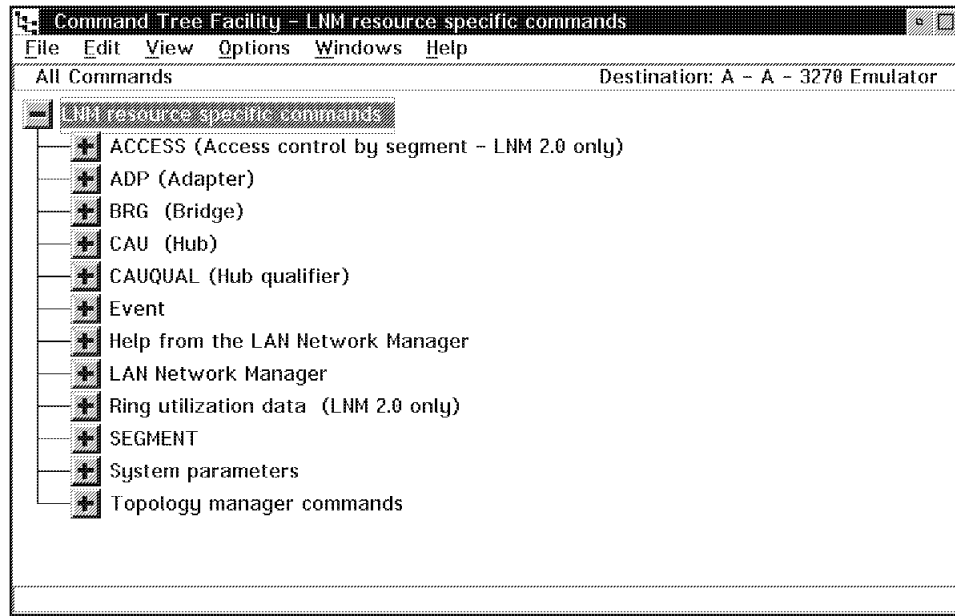 Command Tree Facility – LNM resource specific commands
File Edit View Options Windows Help
All Commands Destination: A – A – 3270 Emulator
LNM resource specific commands
ACCESS (Access control by segment – LNM 2.0 only)
ADP (Adapter)
BRG (Bridge)
CAU (Hub)
CAUQUAL (Hub qualifier)
Event
Help from the LAN Network Manager
LAN Network Manager
Ring utilization data (LNM 2.0 only)
SEGMENT
System parameters
Topology manager commands